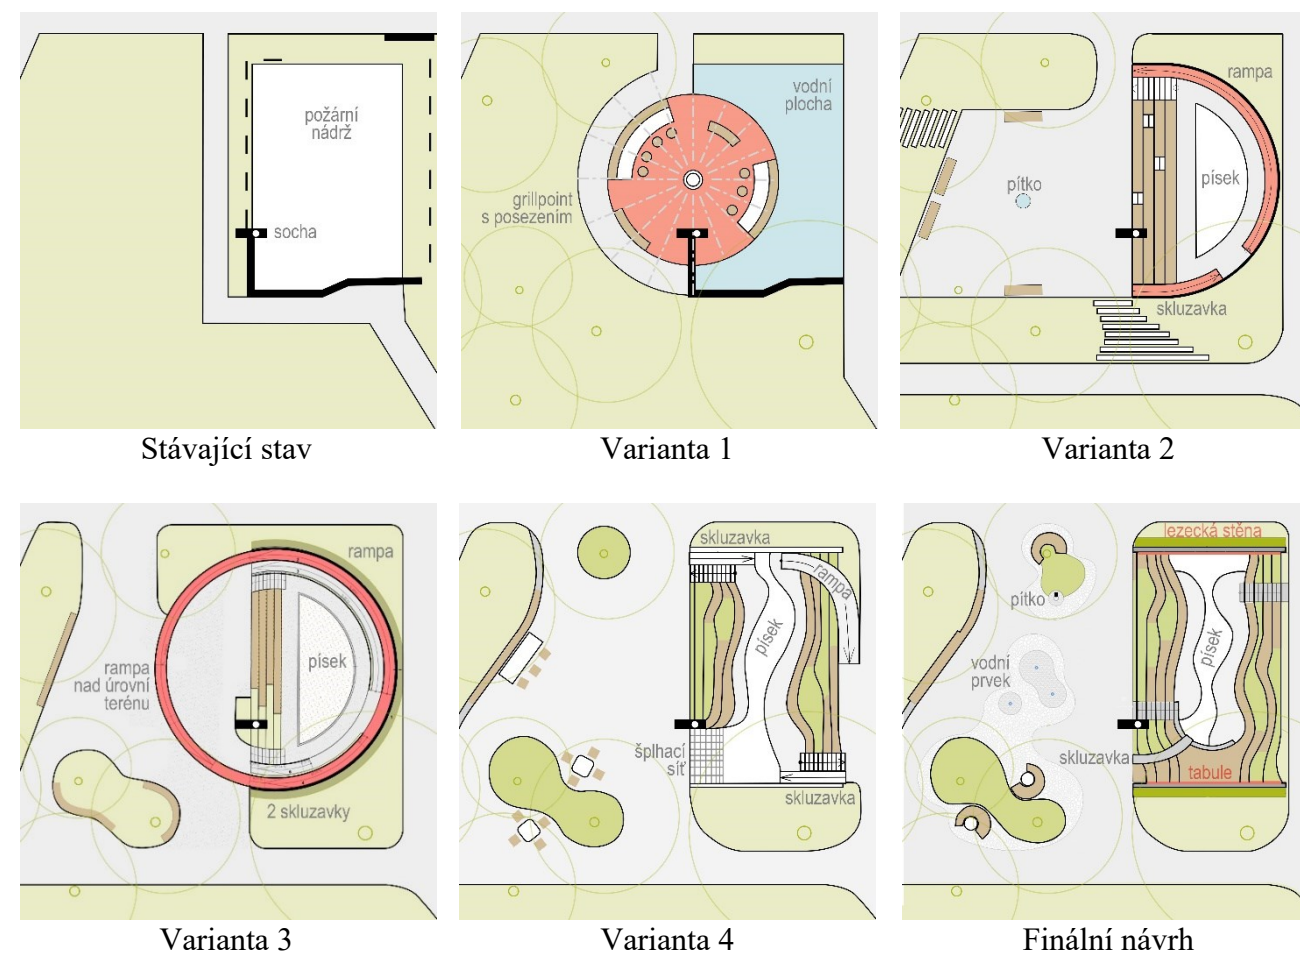 požární
nádrž
socha
Stávající stav
vodní
plocha
grillpoint
s posezením
Varianta 1
rampa
písek
pítko
skluzavka
Varianta 2
rampa
písek
rampa
nad úrovní
terénu
2 skluzavky
Varianta 3
skluzavka
rampa
písek
šplhací
síť
skluzavka
Varianta 4
lezecká stěna
pítko
písek
vodní
prvek
skluzavka
tabule
Finální návrh